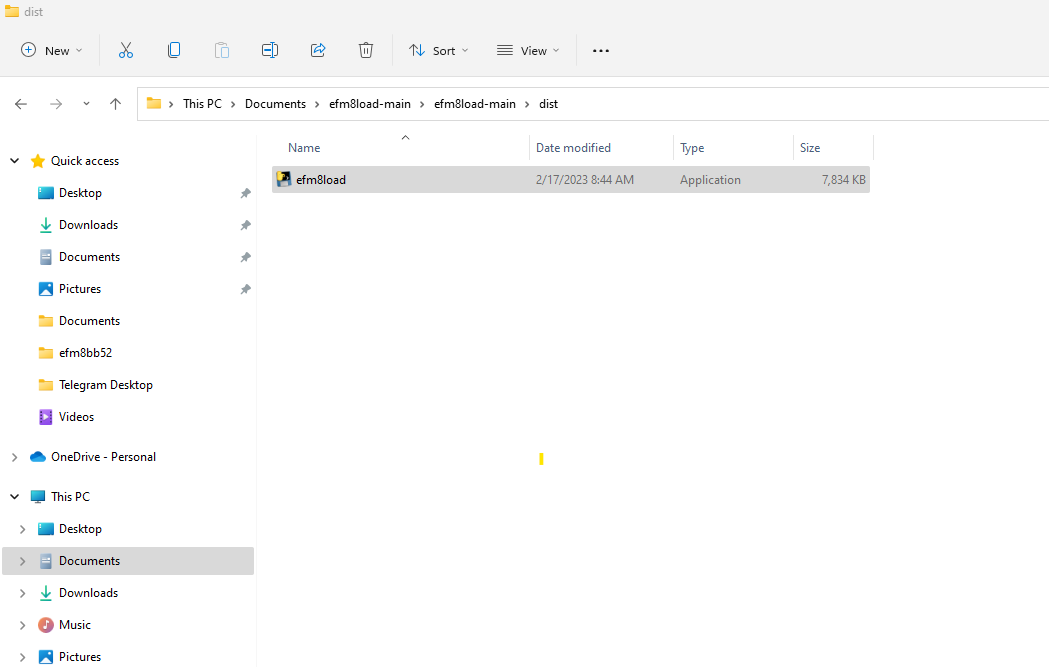 dist
New
Sort
View
This PC
Documents
efm8load-main
efm8load-main
dist
Name
Date modified
Type
Size
efm8load
2/17/2023 8:44 AM
Application
7,834 KB
Quick access
Desktop
Downloads
Documents
Pictures
Documents
efm8bb52
Telegram Desktop
Videos
OneDrive - Personal
This PC
Desktop
Documents
Downloads
Music
Pictures